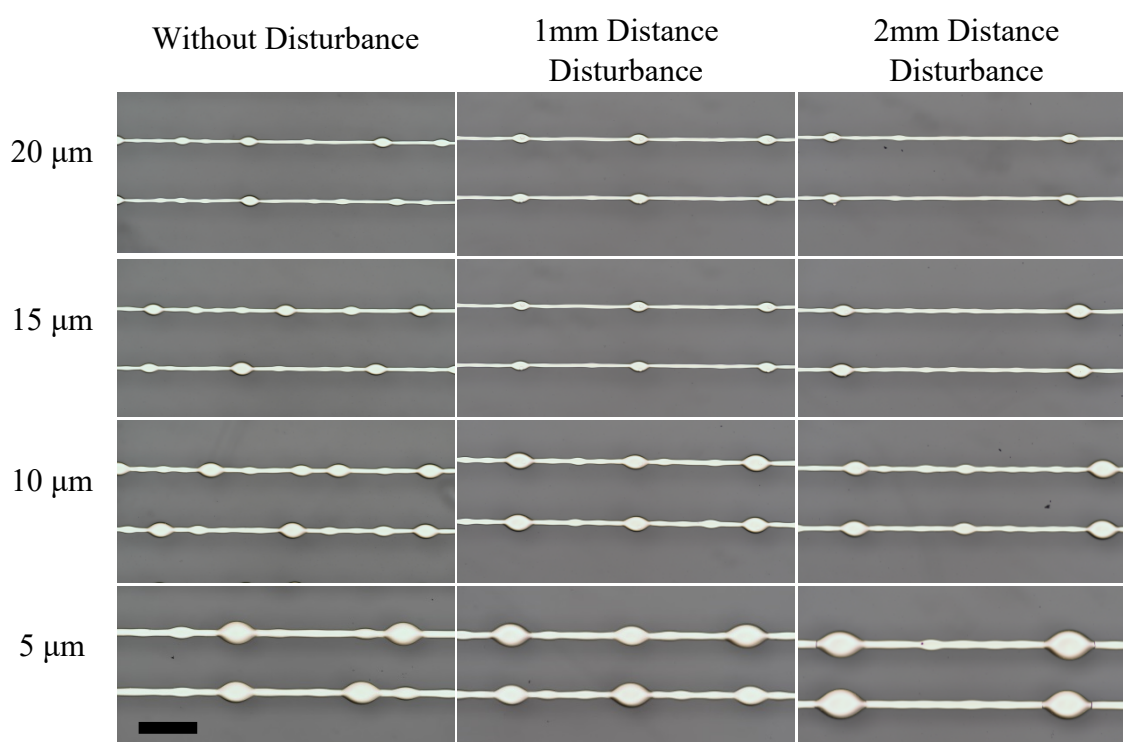 Without Disturbance
1mm Distance
Disturbance
2mm Distance
Disturbance
20 μm
15 μm
10 μm
5 μm